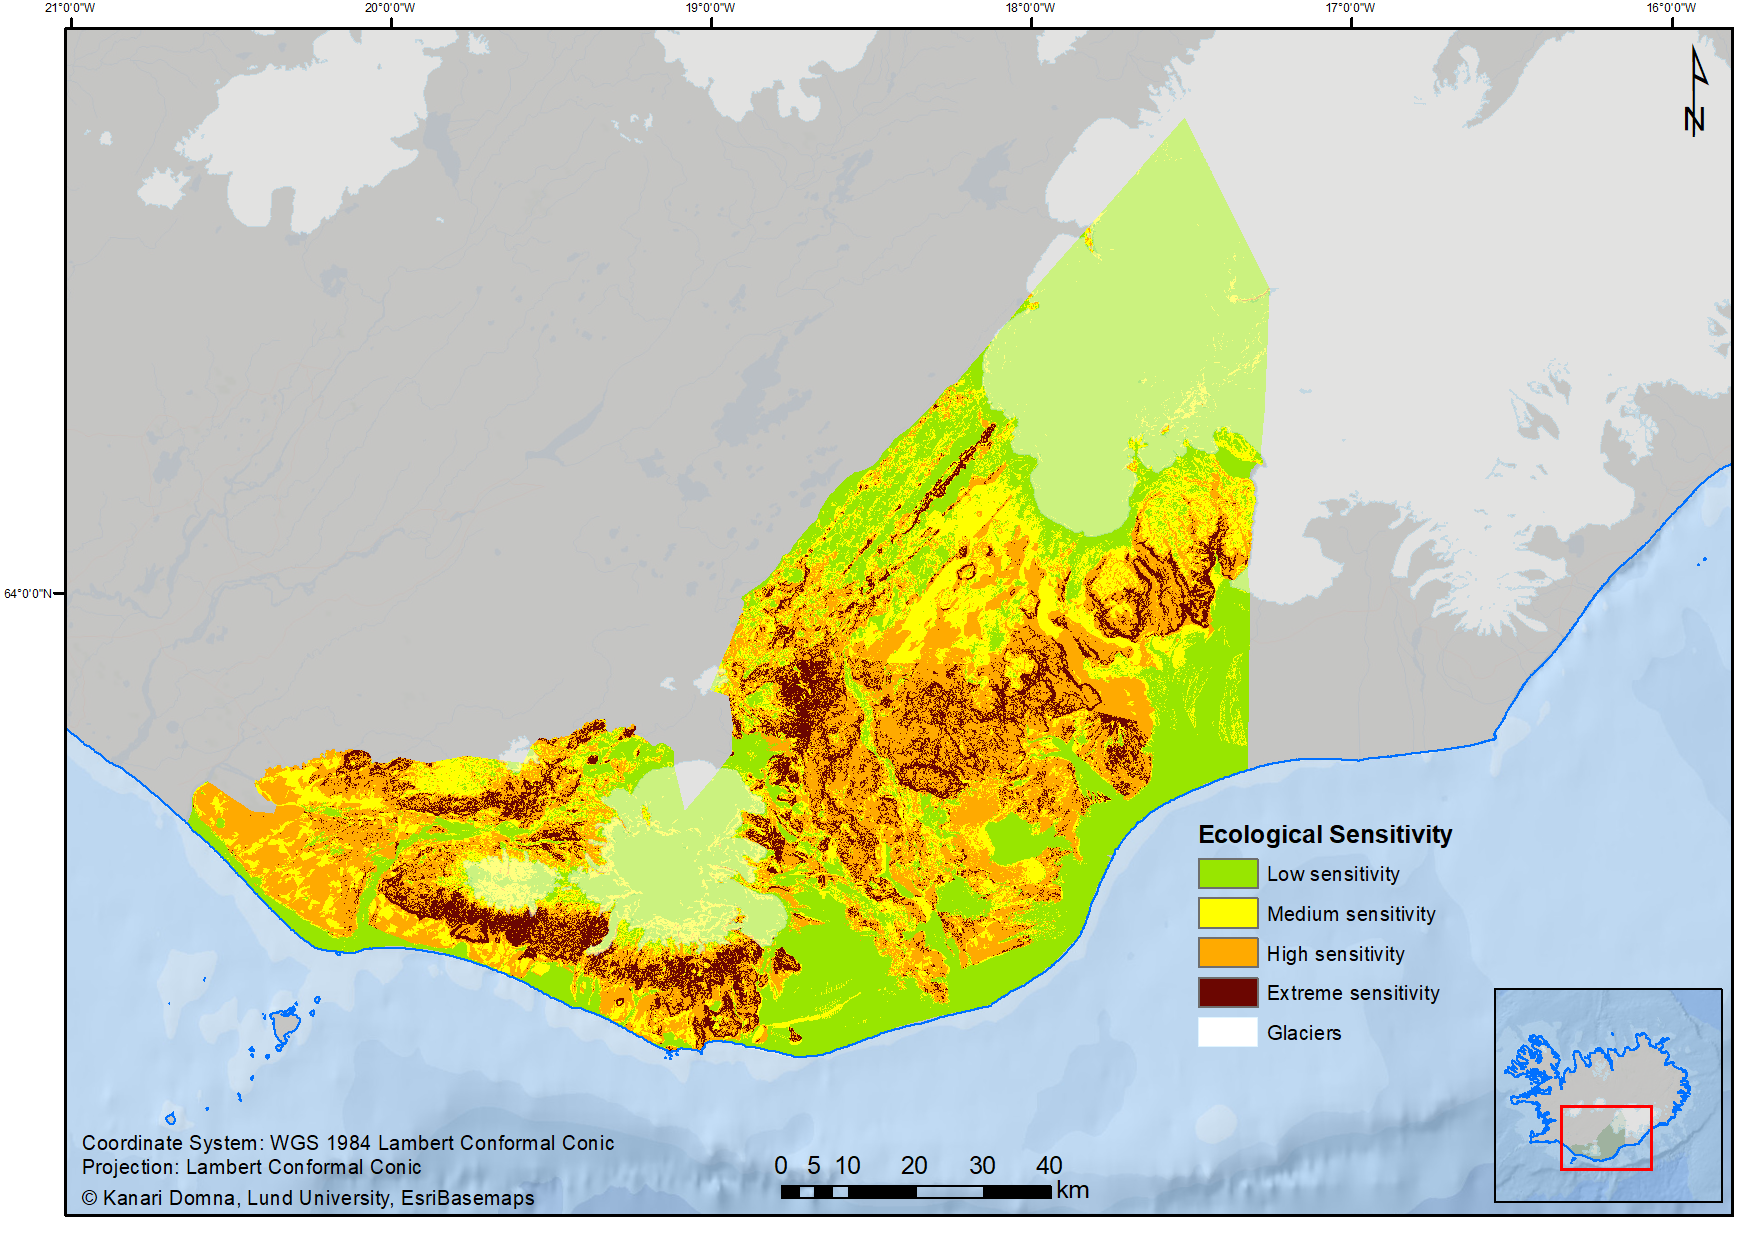 21°0'0"W 20°0'0"W 19°0'0"W 18°0'0"W 17°0'0"W 16°0'0"W
N
64°0'0"N
Ecological Sensitivity
Low sensitivity
Medium sensitivity
High sensitivity
Extreme sensitivity
Glaciers
Coordinate System: WGS 1984 Lambert Conformal Conic
Projection: Lambert Conformal Conic
© Kanari Domna, Lund University, EsriBasemaps
0 5 10 20 30 40
km